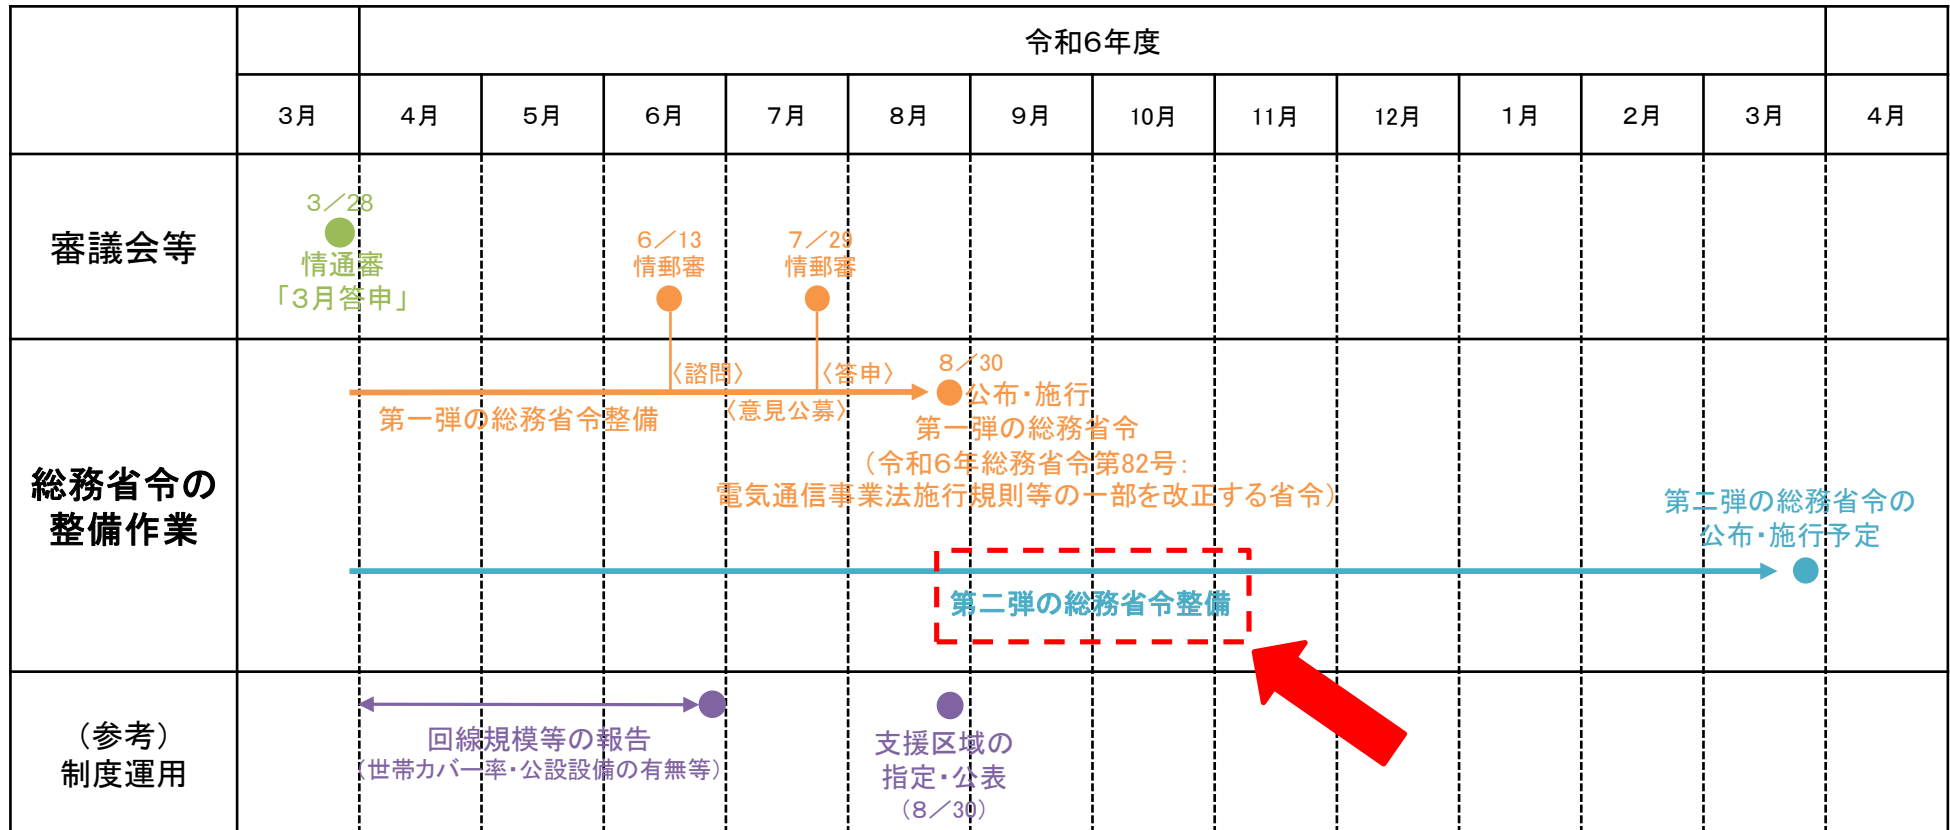 令和６年度
３月
４月
５月
６月
７月
８月
９月
10月
11月
12月
１月
２月
３月
４月
審議会等
３／28
情通審
「３月答申」
６／13
情郵審
７／29
情郵審
総務省令の
整備作業
〈諮問〉
〈答申〉
８／30
公布・施行
第一弾の総務省令整備
〈意見公募〉
第一弾の総務省令
（令和６年総務省令第82号：
電気通信事業法施行規則等の一部を改正する省令）
第二弾の総務省令の
公布・施行予定
第二弾の総務省令整備
（参考）
制度運用
回線規模等の報告
（世帯カバー率・公設設備の有無等）
支援区域の
指定・公表
（８／30）